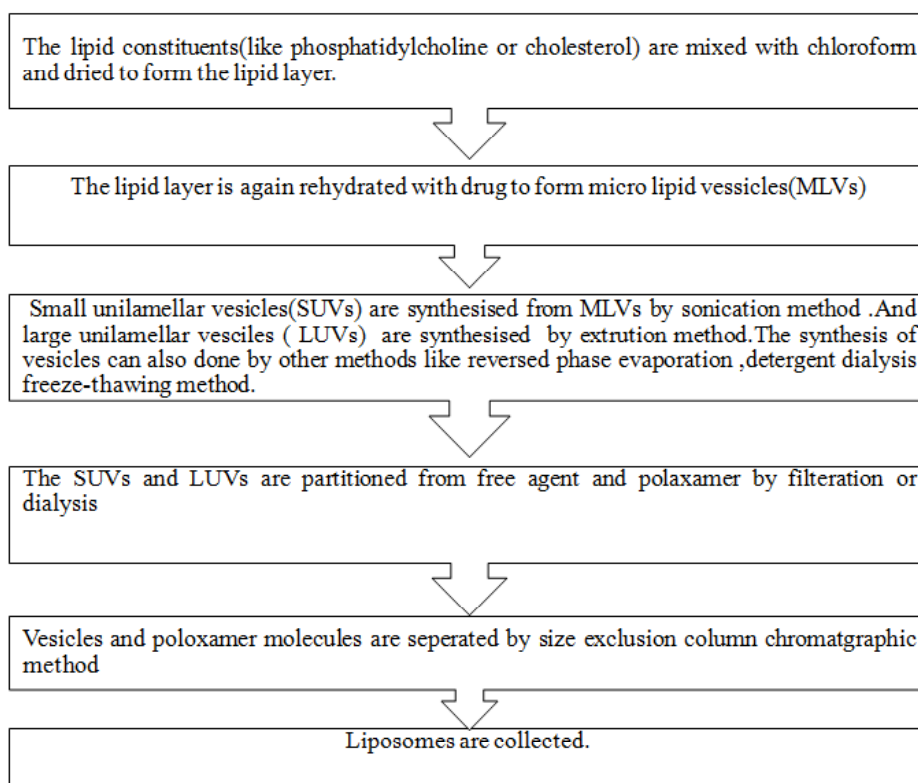 The lipid constituents(like phosphatidylcholine or cholesterol) are mixed with chloroform
and dried to form the lipid layer.
The lipid layer is again rehydrated with drug to form micro lipid vessicles(MLVs)
Small unilamellar vesicles(SUVs) are synthesised from MLVs by sonication method .And
large unilamellar vesciles ( LUVs) are synthesised by extrution method.The synthesis of
vesicles can also done by other methods like reversed phase evaporation ,detergent dialysis
freeze-thawing method.
The SUVs and LUVs are partitioned from free agent and polaxamer by filteration or
dialysis
Vesicles and poloxamer molecules are seperated by size exclusion column chromatgraphic
method
Liposomes are collected.